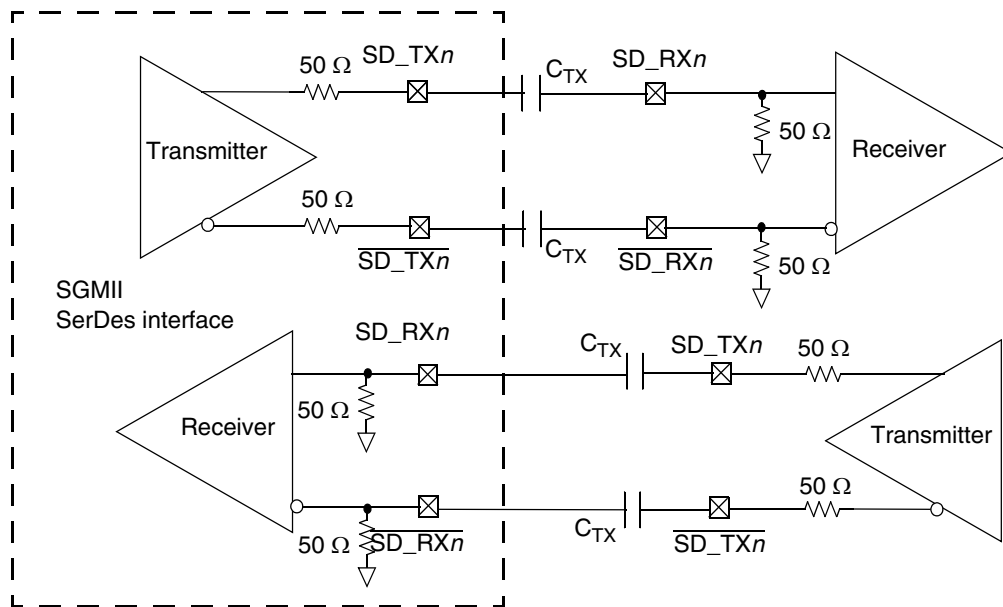 50 Ω
SD_TXn
C_TX
SD_RXn
Transmitter
50 Ω
Receiver
50 Ω
SD_TXn
C_TX
SD_RXn
50 Ω
SGMII
SerDes interface
SD_RXn
C_TX
SD_TXn
50 Ω
Receiver
50 Ω
Transmitter
50 Ω
50 Ω
SD_RXn
C_TX
SD_TXn